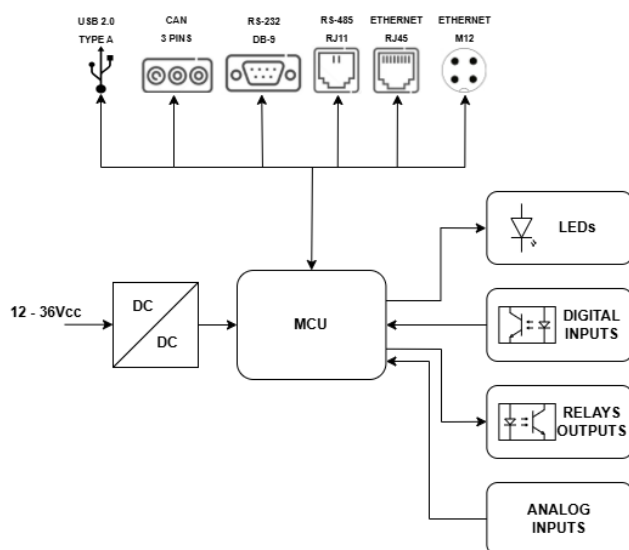 USB 2.0
TYPE A
CAN
3 PINS
RS-232
DB-9
RS-485
RJ11
ETHERNET
RJ45
ETHERNET
M12
LEDs
12 - 36Vcc
DC
DC
MCU
DIGITAL
INPUTS
RELAYS
OUTPUTS
ANALOG
INPUTS